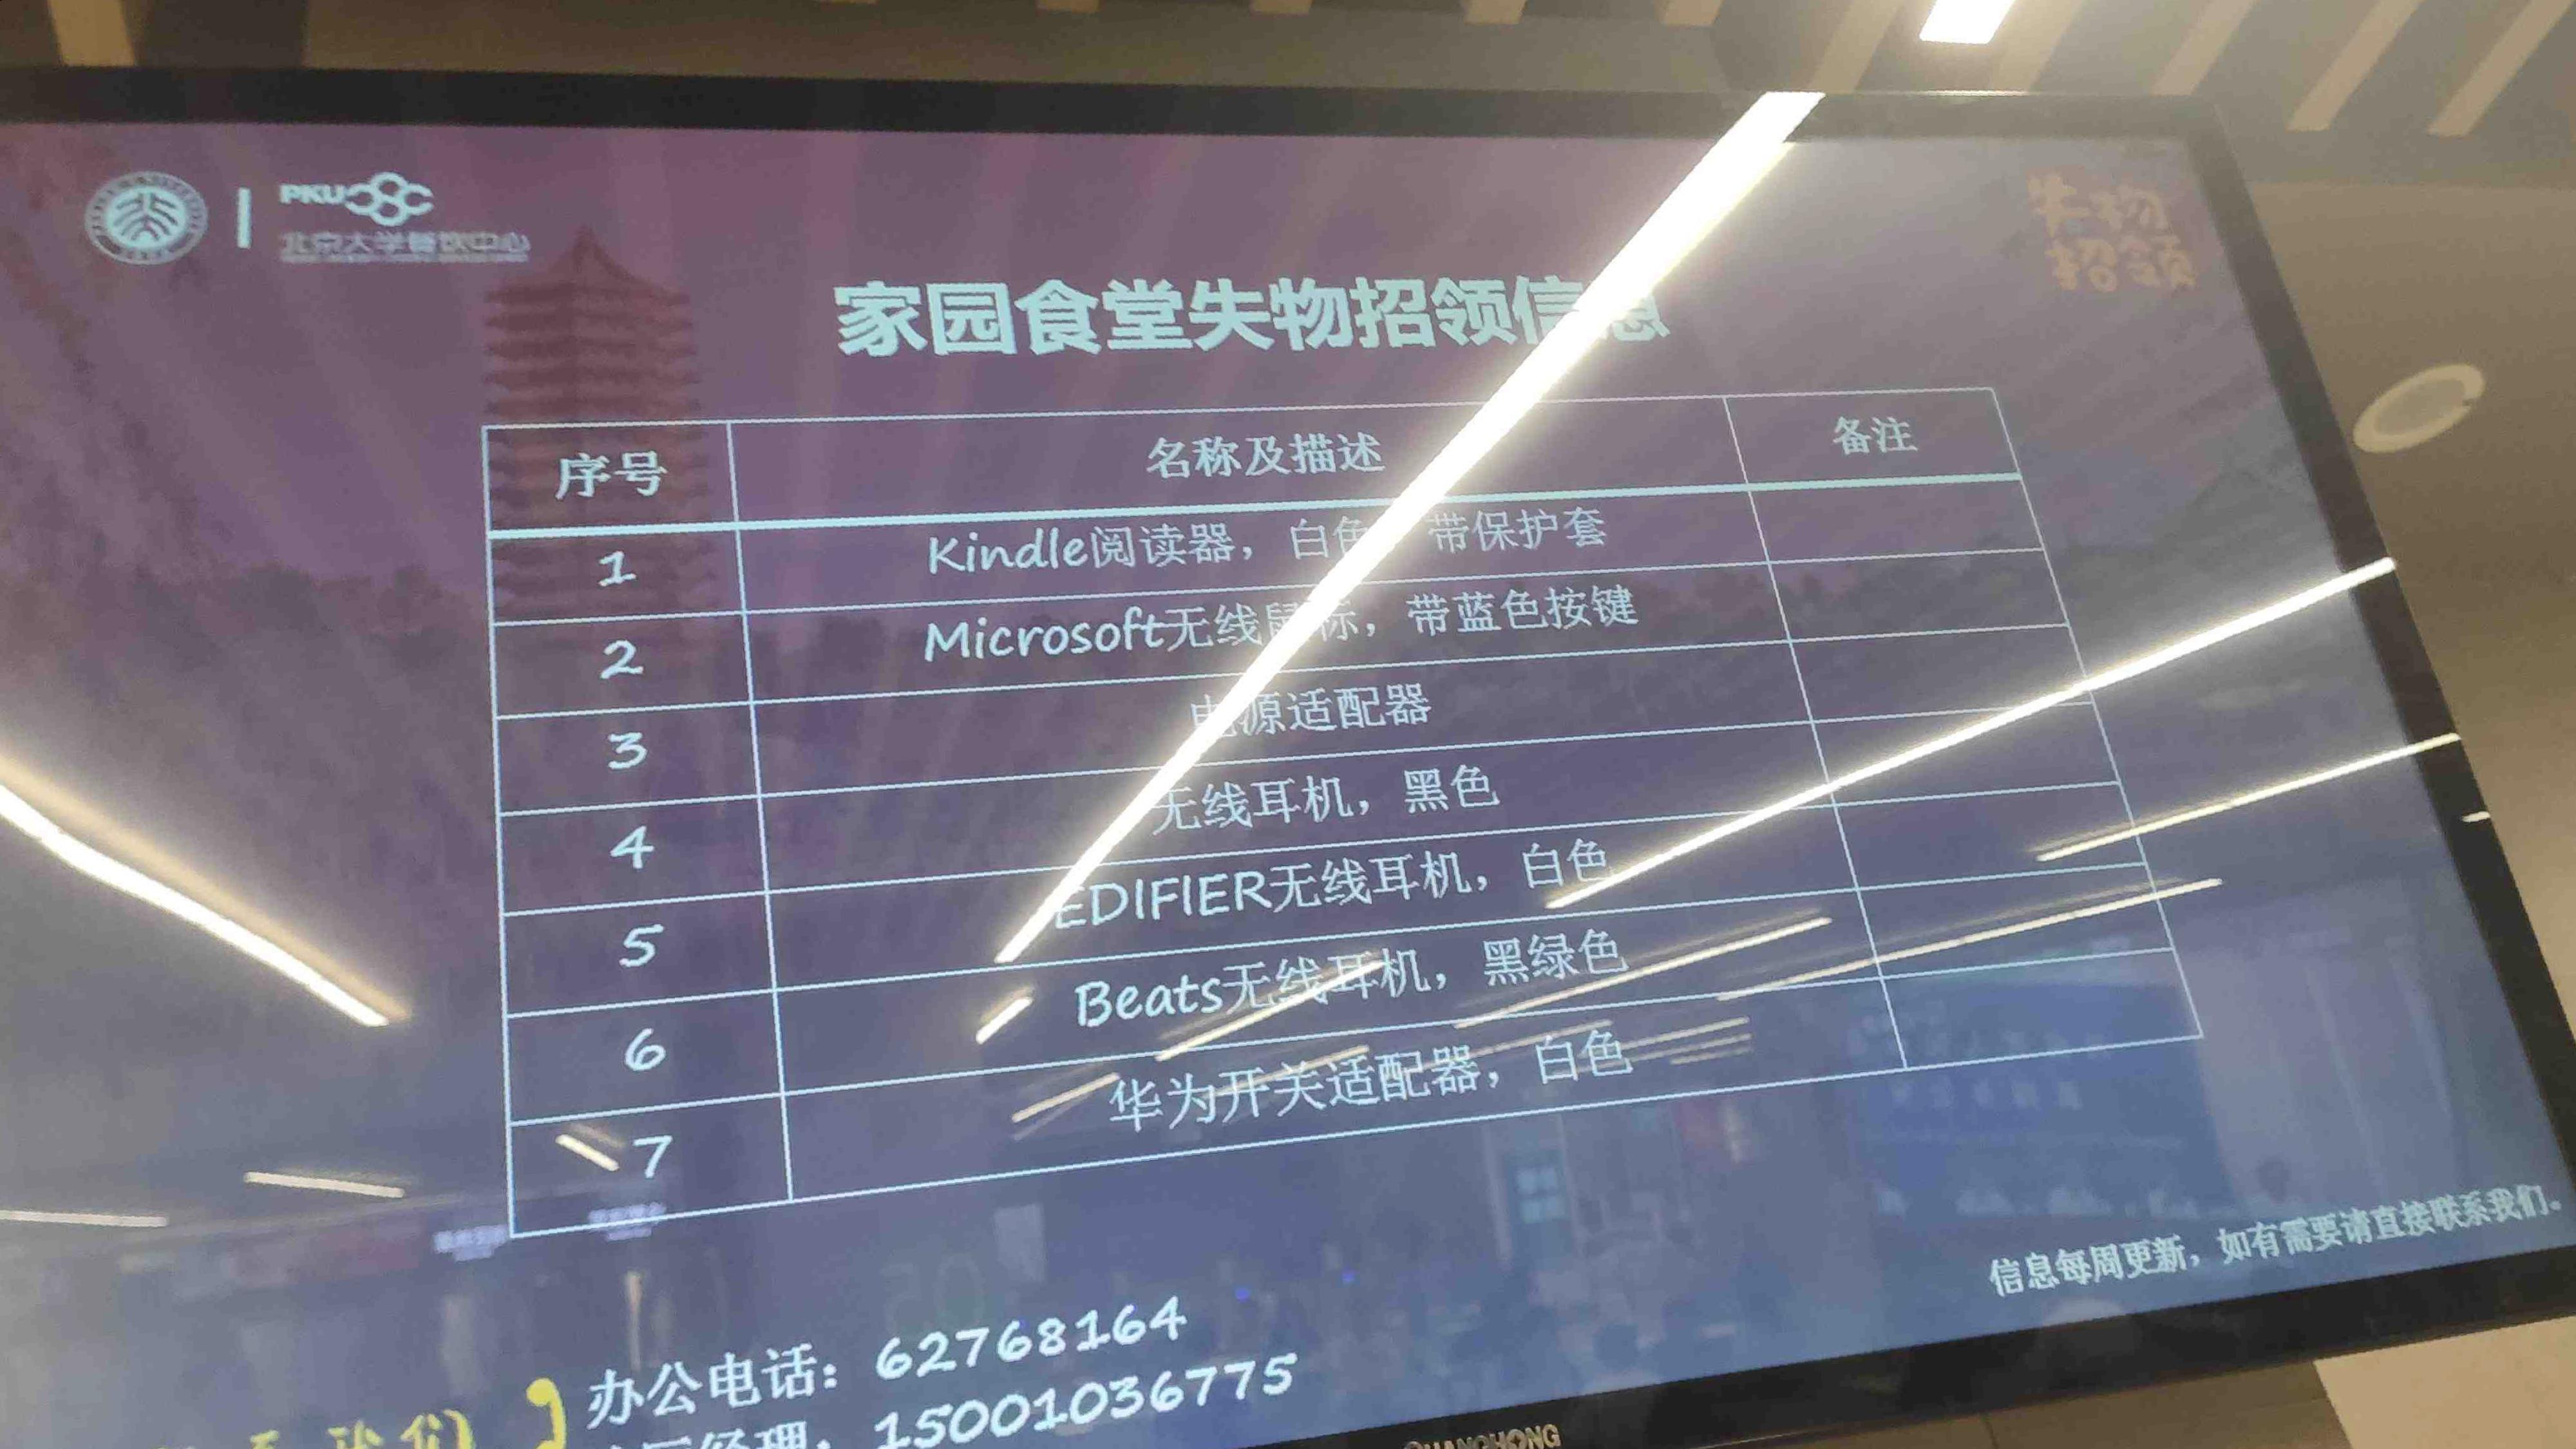 PKU
北京大学餐饮中心
失物
招领
家园食堂失物招领信息
序号 名称及描述 备注
1 Kindle阅读器，白色 带保护套
2 Microsoft无线鼠标，带蓝色按键
3 电源适配器
4 无线耳机，黑色
5 EDIFIER无线耳机，白色
6 Beats无线耳机，黑绿色
7 华为开关适配器，白色
信息每周更新，如有需要请直接联系我们。
我们
办公电话：62768164
经理：15001036775
CHANGHONG